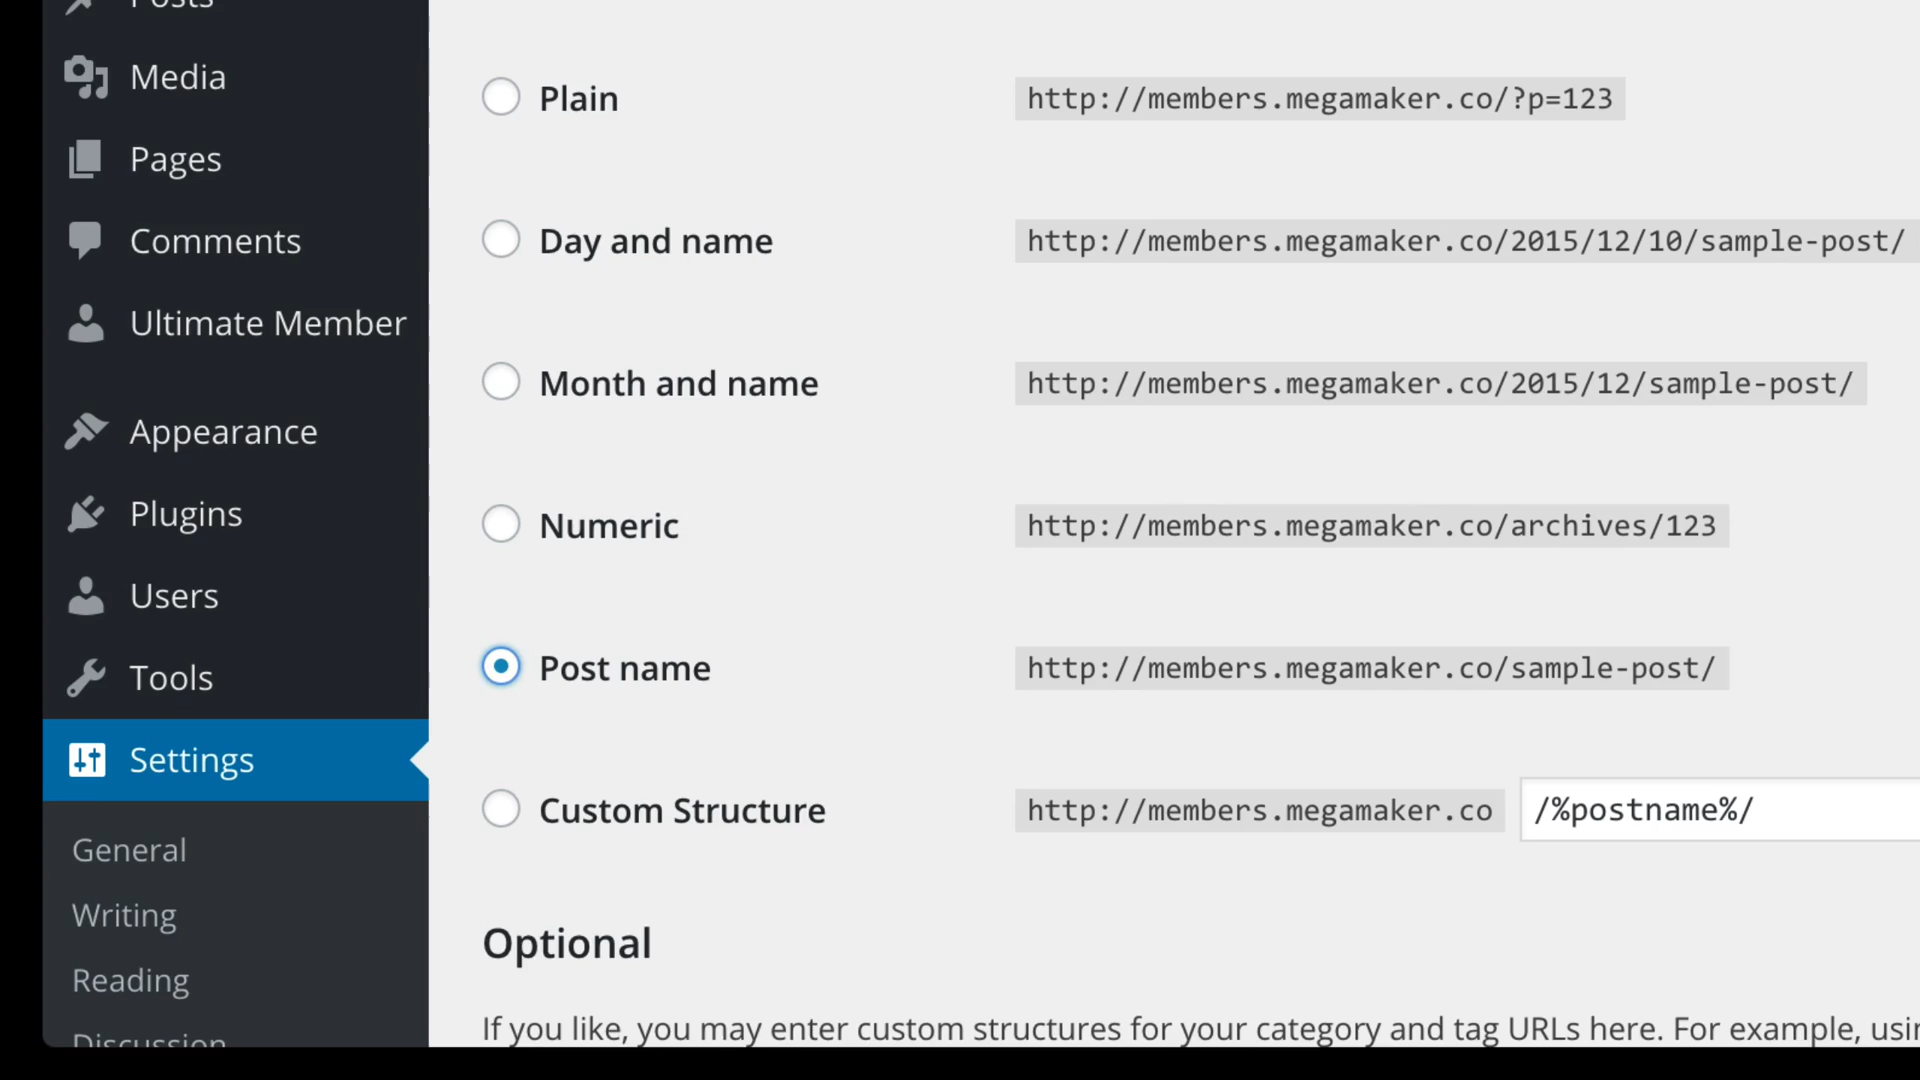 Posts
Media
Pages
Comments
Ultimate Member
Appearance
Plugins
Users
Tools
Settings
General
Writing
Reading
Discussion
Plain http://members.megamaker.co/?p=123
Day and name http://members.megamaker.co/2015/12/10/sample-post/
Month and name http://members.megamaker.co/2015/12/sample-post/
Numeric http://members.megamaker.co/archives/123
Post name http://members.megamaker.co/sample-post/
Custom Structure http://members.megamaker.co /%postname%/
Optional
If you like, you may enter custom structures for your category and tag URLs here. For example,